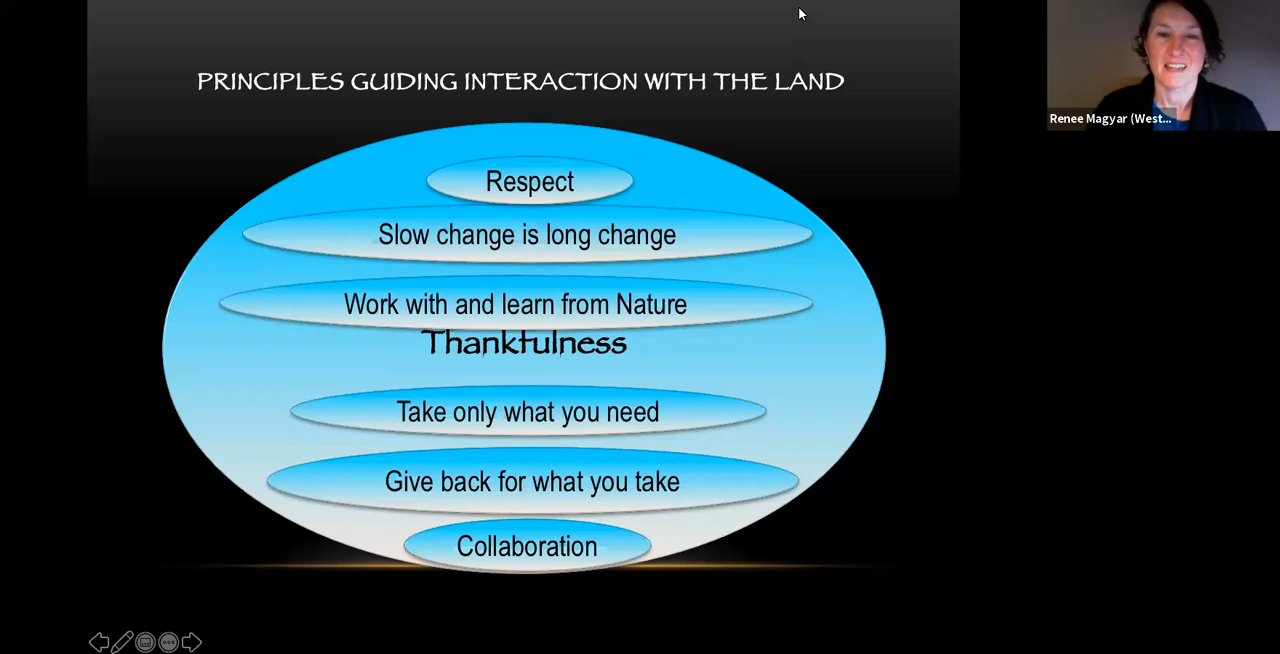 PRINCIPLES GUIDING INTERACTION WITH THE LAND
Renee Magyar (West...
Respect
Slow change is long change
Work with and learn from Nature
Thankfulness
Take only what you need
Give back for what you take
Collaboration